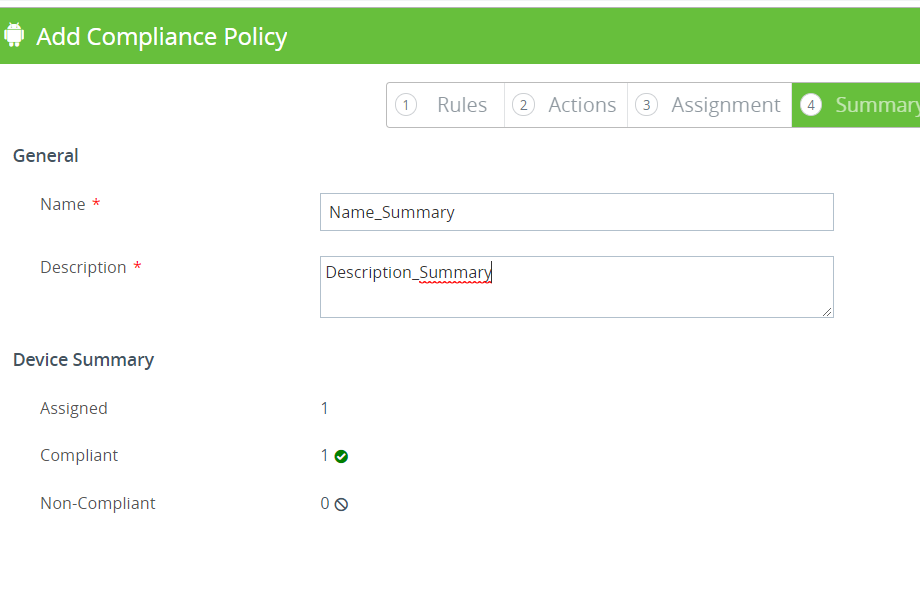 Add Compliance Policy
1 Rules 2 Actions 3 Assignment 4 Summary
General
Name *
Name_Summary
Description *
Description_Summary
Device Summary
Assigned 1
Compliant 1
Non-Compliant 0